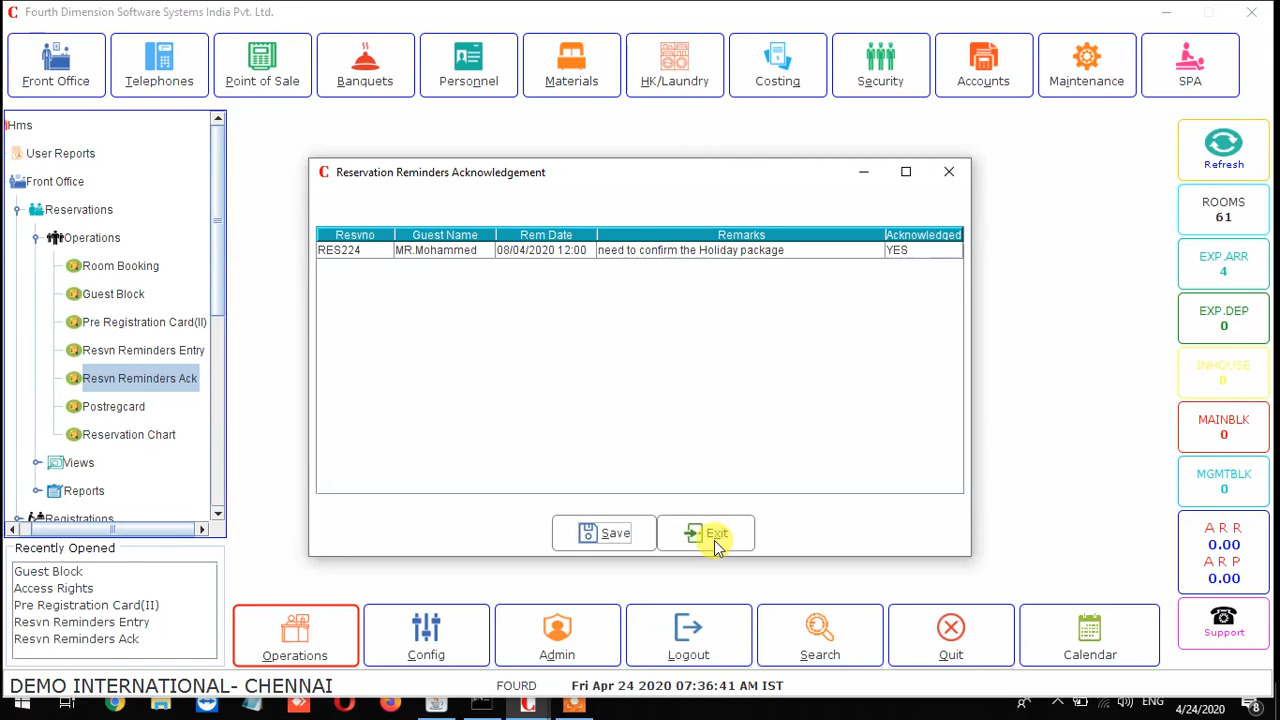 Fourth Dimension Software Systems India Pvt. Ltd.
Front Office
Telephones
Point of Sale
Banquets
Personnel
Materials
HK/Laundry
Costing
Security
Accounts
Maintenance
SPA
Hms
User Reports
Front Office
Reservations
Operations
Room Booking
Guest Block
Pre Registration Card(II)
Resvn Reminders Entry
Resvn Reminders Ack
Postregcard
Reservation Chart
Views
Reports
Registrations
Recently Opened
Guest Block
Access Rights
Pre Registration Card(II)
Resvn Reminders Entry
Resvn Reminders Ack
Reservation Reminders Acknowledgement
Resvno Guest Name Rem Date Remarks Acknowledged
RES224 MR.Mohammed 08/04/2020 12:00 need to confirm the Holiday package YES
Save
Exit
Refresh
ROOMS
61
EXP.ARR
4
EXP.DEP
0
INHOUSE
0
MAINBLK
0
MGMTBLK
0
A R R
0.00
A R P
0.00
Support
Operations
Config
Admin
Logout
Search
Quit
Calendar
DEMO INTERNATIONAL- CHENNAI
FOURD
Fri Apr 24 2020 07:36:41 AM IST
ENG
4/24/2020
8